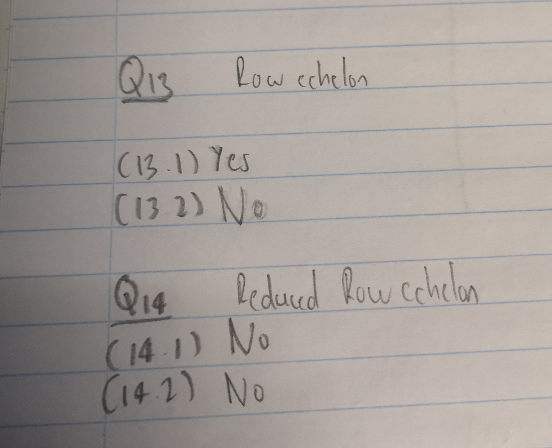 Q13 Row echelon
(13.1) Yes
(13.2) No
Q14 Reduced Row echelon
(14.1) No
(14.2) No